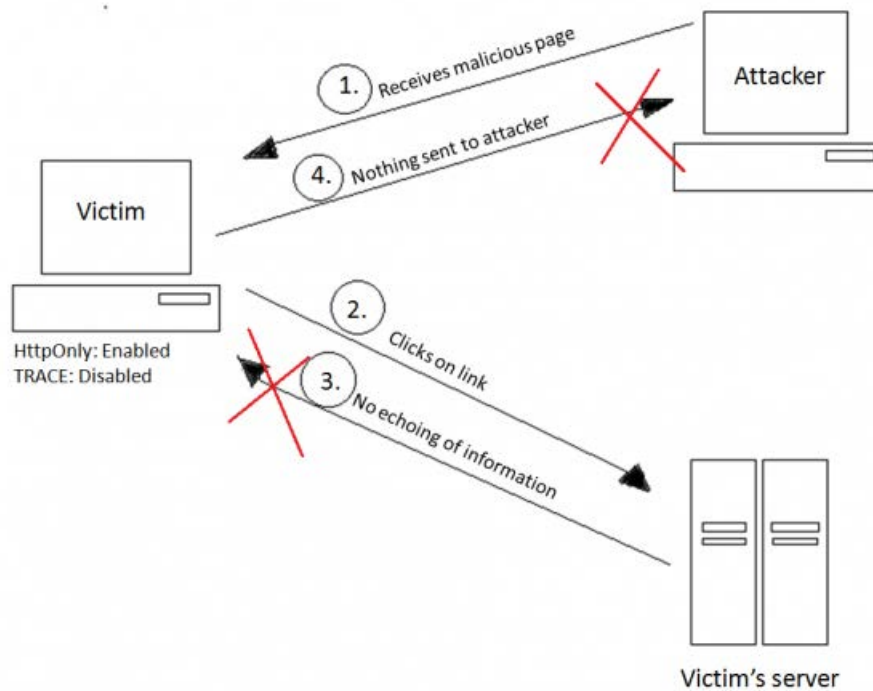 Attacker
1.
Receives malicious page
4.
Nothing sent to attacker
Victim
HttpOnly: Enabled
TRACE: Disabled
2.
Clicks on link
3.
No echoing of information
Victim's server